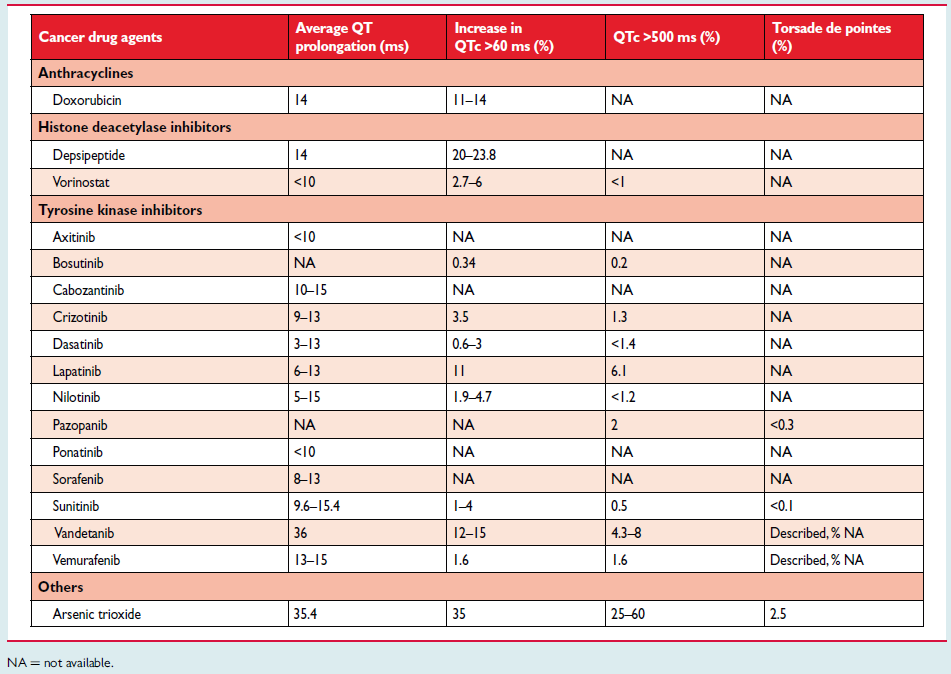 Cancer drug agents Average QT prolongation (ms) Increase in QTc >60 ms (%) QTc >500 ms (%) Torsade de pointes (%)
Anthracyclines
Doxorubicin 14 11–14 NA NA
Histone deacetylase inhibitors
Depsipeptide 14 20–23.8 NA NA
Vorinostat <10 2.7–6 <1 NA
Tyrosine kinase inhibitors
Axitinib <10 NA NA NA
Bosutinib NA 0.34 0.2 NA
Cabozantinib 10–15 NA NA NA
Crizotinib 9–13 3.5 1.3 NA
Dasatinib 3–13 0.6–3 <1.4 NA
Lapatinib 6–13 11 6.1 NA
Nilotinib 5–15 1.9–4.7 <1.2 NA
Pazopanib NA NA 2 <0.3
Ponatinib <10 NA NA NA
Sorafenib 8–13 NA NA NA
Sunitinib 9.6–15.4 1–4 0.5 <0.1
Vandetanib 36 12–15 4.3–8 Described, % NA
Vemurafenib 13–15 1.6 1.6 Described, % NA
Others
Arsenic trioxide 35.4 35 25–60 2.5
NA = not available.